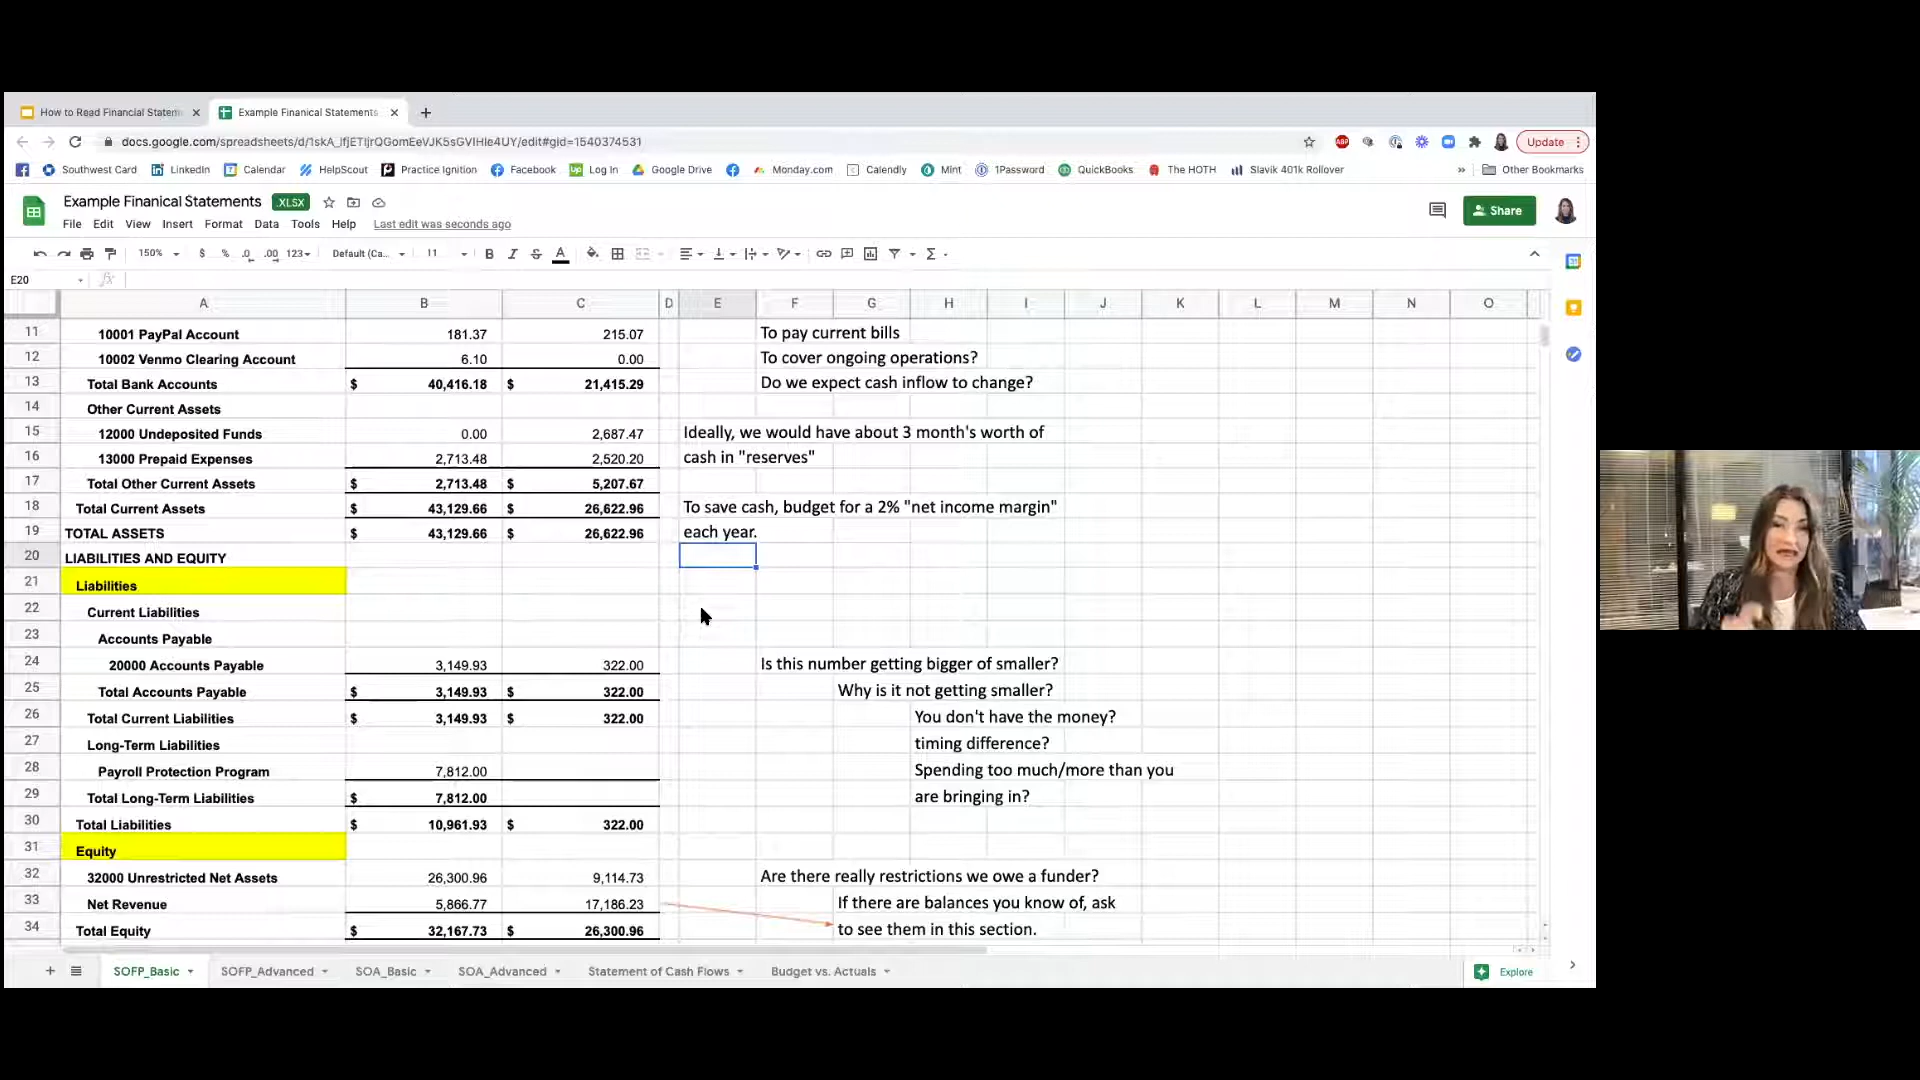 How to Read Financial Statem
Example Finanical Statements
docs.google.com/spreadsheets/d/1skA_IfjETIjrQGomEeVJK5sGVIHIe4UY/edit#gid=1540374531
Update
Southwest Card LinkedIn Calendar HelpScout Practice Ignition Facebook Log In Google Drive Monday.com Calendly Mint 1Password QuickBooks The HOTH Slavik 401k Rollover » Other Bookmarks
Example Finanical Statements .XLSX
Share
File Edit View Insert Format Data Tools Help Last edit was seconds ago
150% $ % .0 .00 123 Default (Ca... 11 B I S A Σ
E20 fx
A B C D E F G H I J K L M N O
11 10001 PayPal Account 181.37 215.07 To pay current bills
12 10002 Venmo Clearing Account 6.10 0.00 To cover ongoing operations?
13 Total Bank Accounts $ 40,416.18 $ 21,415.29 Do we expect cash inflow to change?
14 Other Current Assets
15 12000 Undeposited Funds 0.00 2,687.47 Ideally, we would have about 3 month's worth of
16 13000 Prepaid Expenses 2,713.48 2,520.20 cash in "reserves"
17 Total Other Current Assets $ 2,713.48 $ 5,207.67
18 Total Current Assets $ 43,129.66 $ 26,622.96 To save cash, budget for a 2% "net income margin"
19 TOTAL ASSETS $ 43,129.66 $ 26,622.96 each year.
20 LIABILITIES AND EQUITY
21 Liabilities
22 Current Liabilities
23 Accounts Payable
24 20000 Accounts Payable 3,149.93 322.00 Is this number getting bigger of smaller?
25 Total Accounts Payable $ 3,149.93 $ 322.00 Why is it not getting smaller?
26 Total Current Liabilities $ 3,149.93 $ 322.00 You don't have the money?
27 Long-Term Liabilities timing difference?
28 Payroll Protection Program 7,812.00 Spending too much/more than you
29 Total Long-Term Liabilities $ 7,812.00 are bringing in?
30 Total Liabilities $ 10,961.93 $ 322.00
31 Equity
32 32000 Unrestricted Net Assets 26,300.96 9,114.73 Are there really restrictions we owe a funder?
33 Net Revenue 5,866.77 17,186.23 If there are balances you know of, ask
34 Total Equity $ 32,167.73 $ 26,300.96 to see them in this section.
SOFP_Basic SOFP_Advanced SOA_Basic SOA_Advanced Statement of Cash Flows Budget vs. Actuals Explore